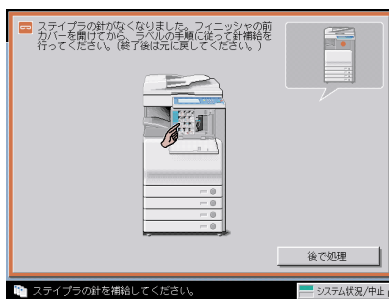 ステイプラの針がなくなりました。フィニッシャの前
カバーを開けてから、ラベルの手順に従って針補給を
行ってください。(終了後は元に戻してください。)
後で処理
ステイプラの針を補給してください。
システム状況/中止